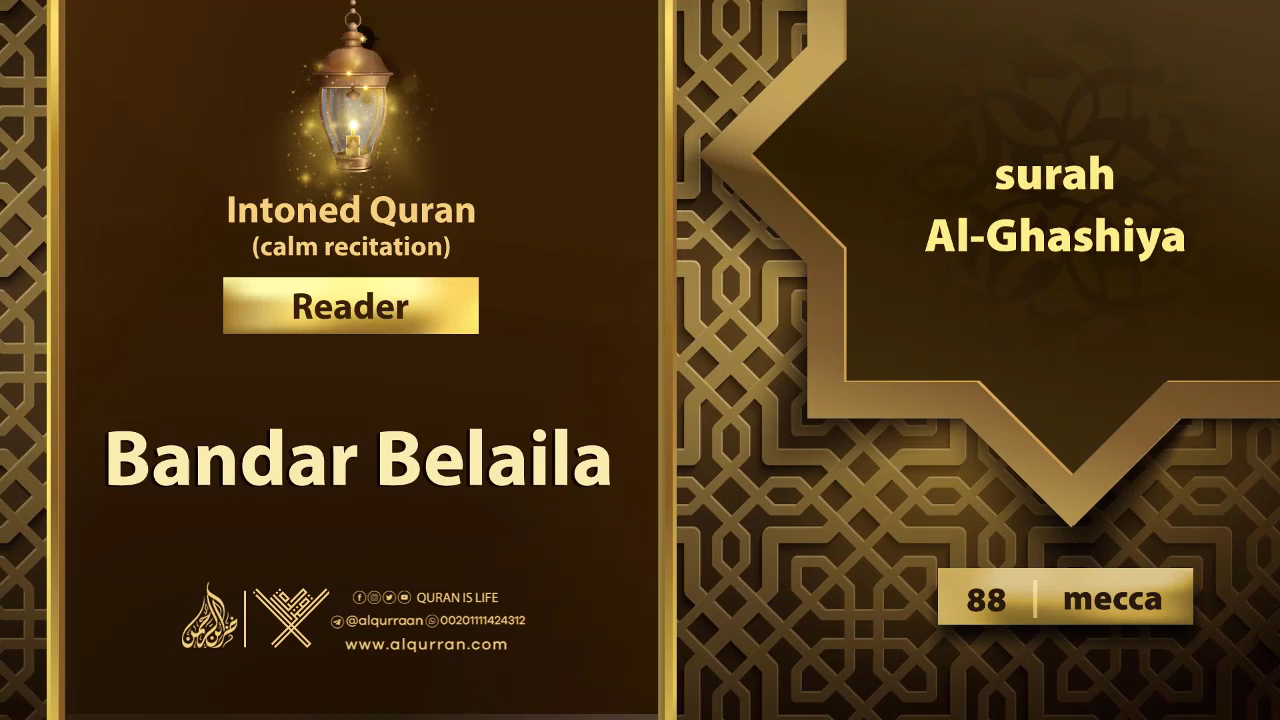 Intoned Quran
(calm recitation)
Reader
Bandar Belaila
QURAN IS LIFE
@alqurraan 00201111424312
www.alqurran.com
surah
Al-Ghashiya
88 | mecca